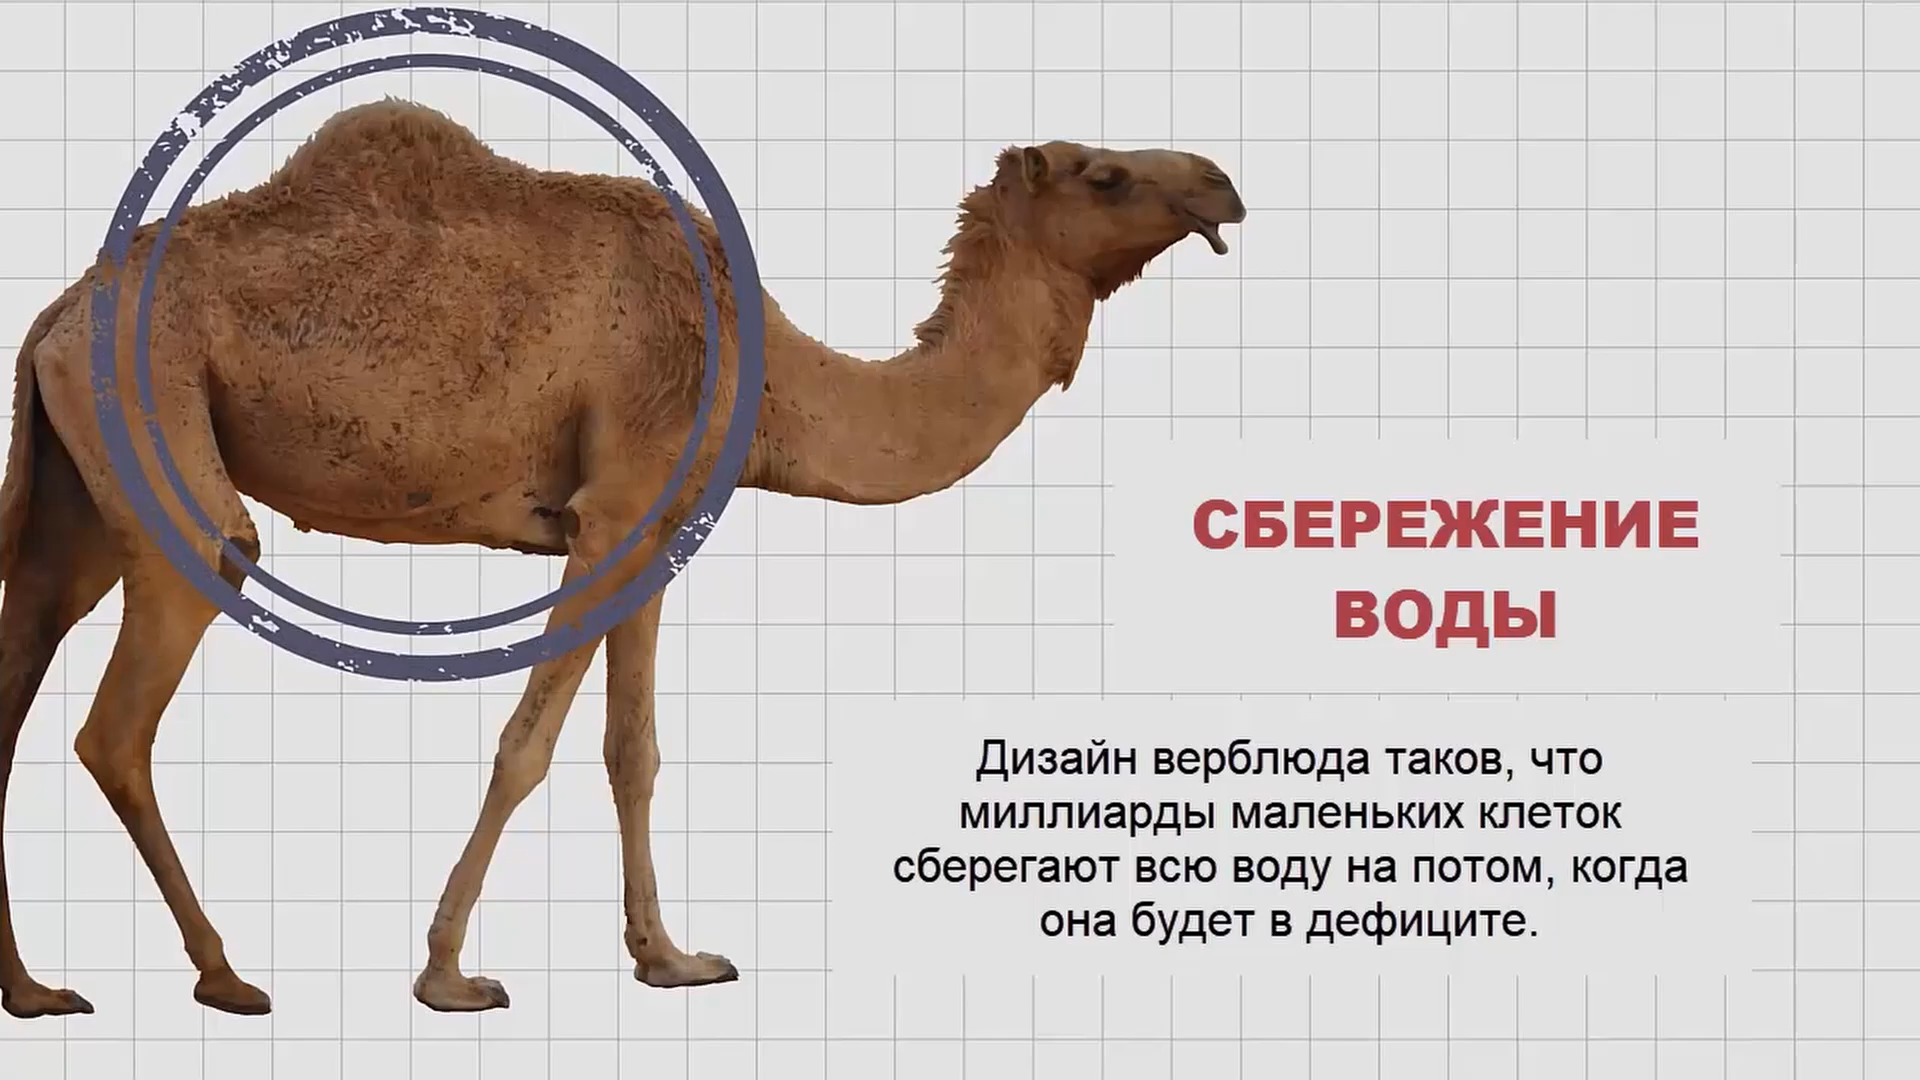 СБЕРЕЖЕНИЕ
ВОДЫ
Дизайн верблюда таков, что
миллиарды маленьких клеток
сберегают всю воду на потом, когда
она будет в дефиците.